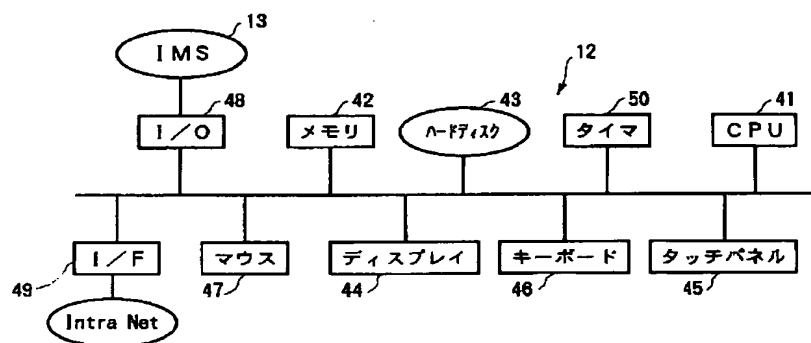 13
IMS
12
48
42
43
50
41
I/O
メモリ
ハードディスク
タイマ
CPU
I/F
マウス
ディスプレイ
キーボード
タッチパネル
49
47
44
46
45
Intra Net